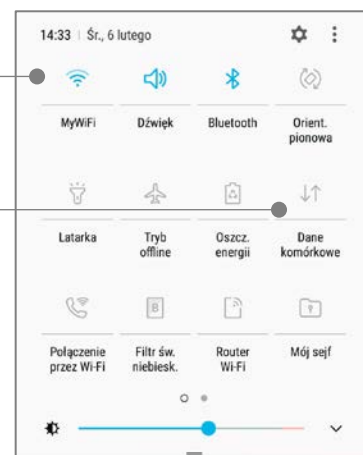 14:33 | Śr., 6 lutego
MyWiFi Dźwięk Bluetooth Orient.
pionowa
Latarka Tryb
offline Oszcz.
energii Dane
komórkowe
Połączenie
przez Wi-Fi Filtr św.
niebiesk. Router
Wi-Fi Mój sejf
B